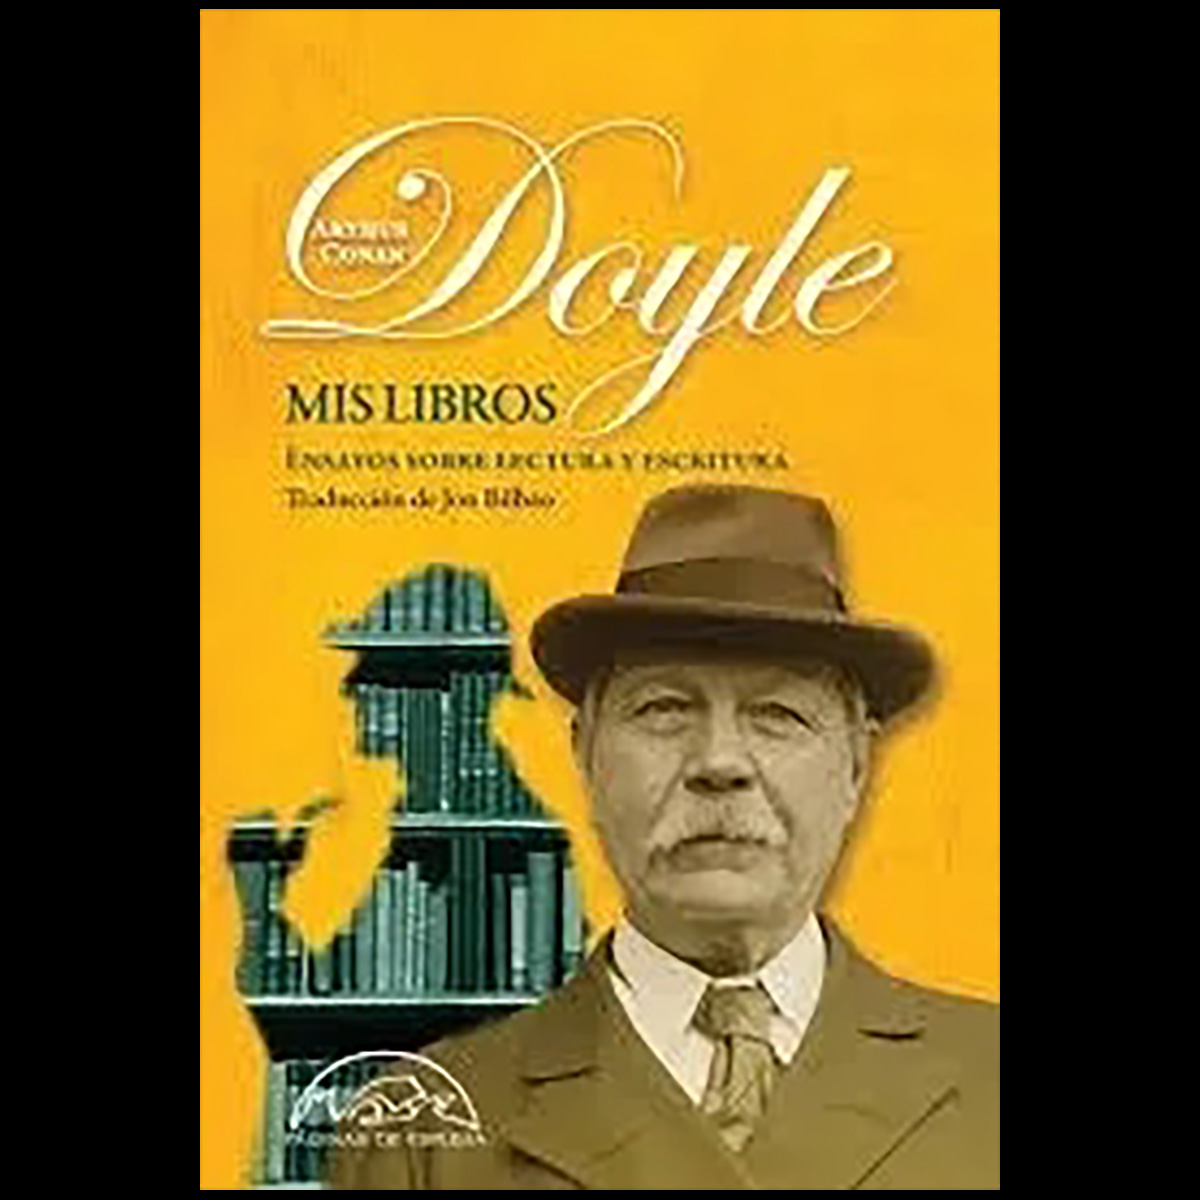 ARTHUR
CONAN
Doyle
MIS LIBROS
ENSAYOS SOBRE LECTURA Y ESCRITURA
Traducción de Jon Bilbao
PÁGINAS DE ESPUMA